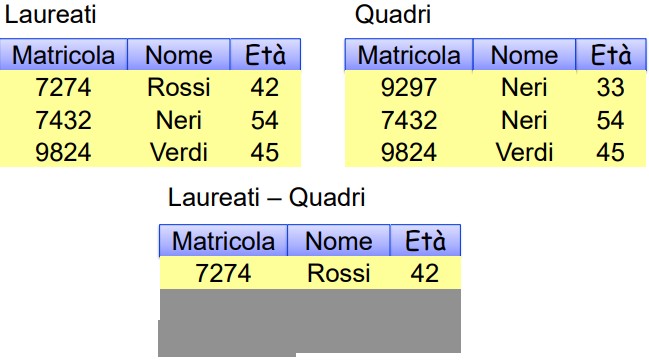 Laureati
Matricola Nome Età
7274 Rossi 42
7432 Neri 54
9824 Verdi 45
Quadri
Matricola Nome Età
9297 Neri 33
7432 Neri 54
9824 Verdi 45
Laureati – Quadri
Matricola Nome Età
7274 Rossi 42